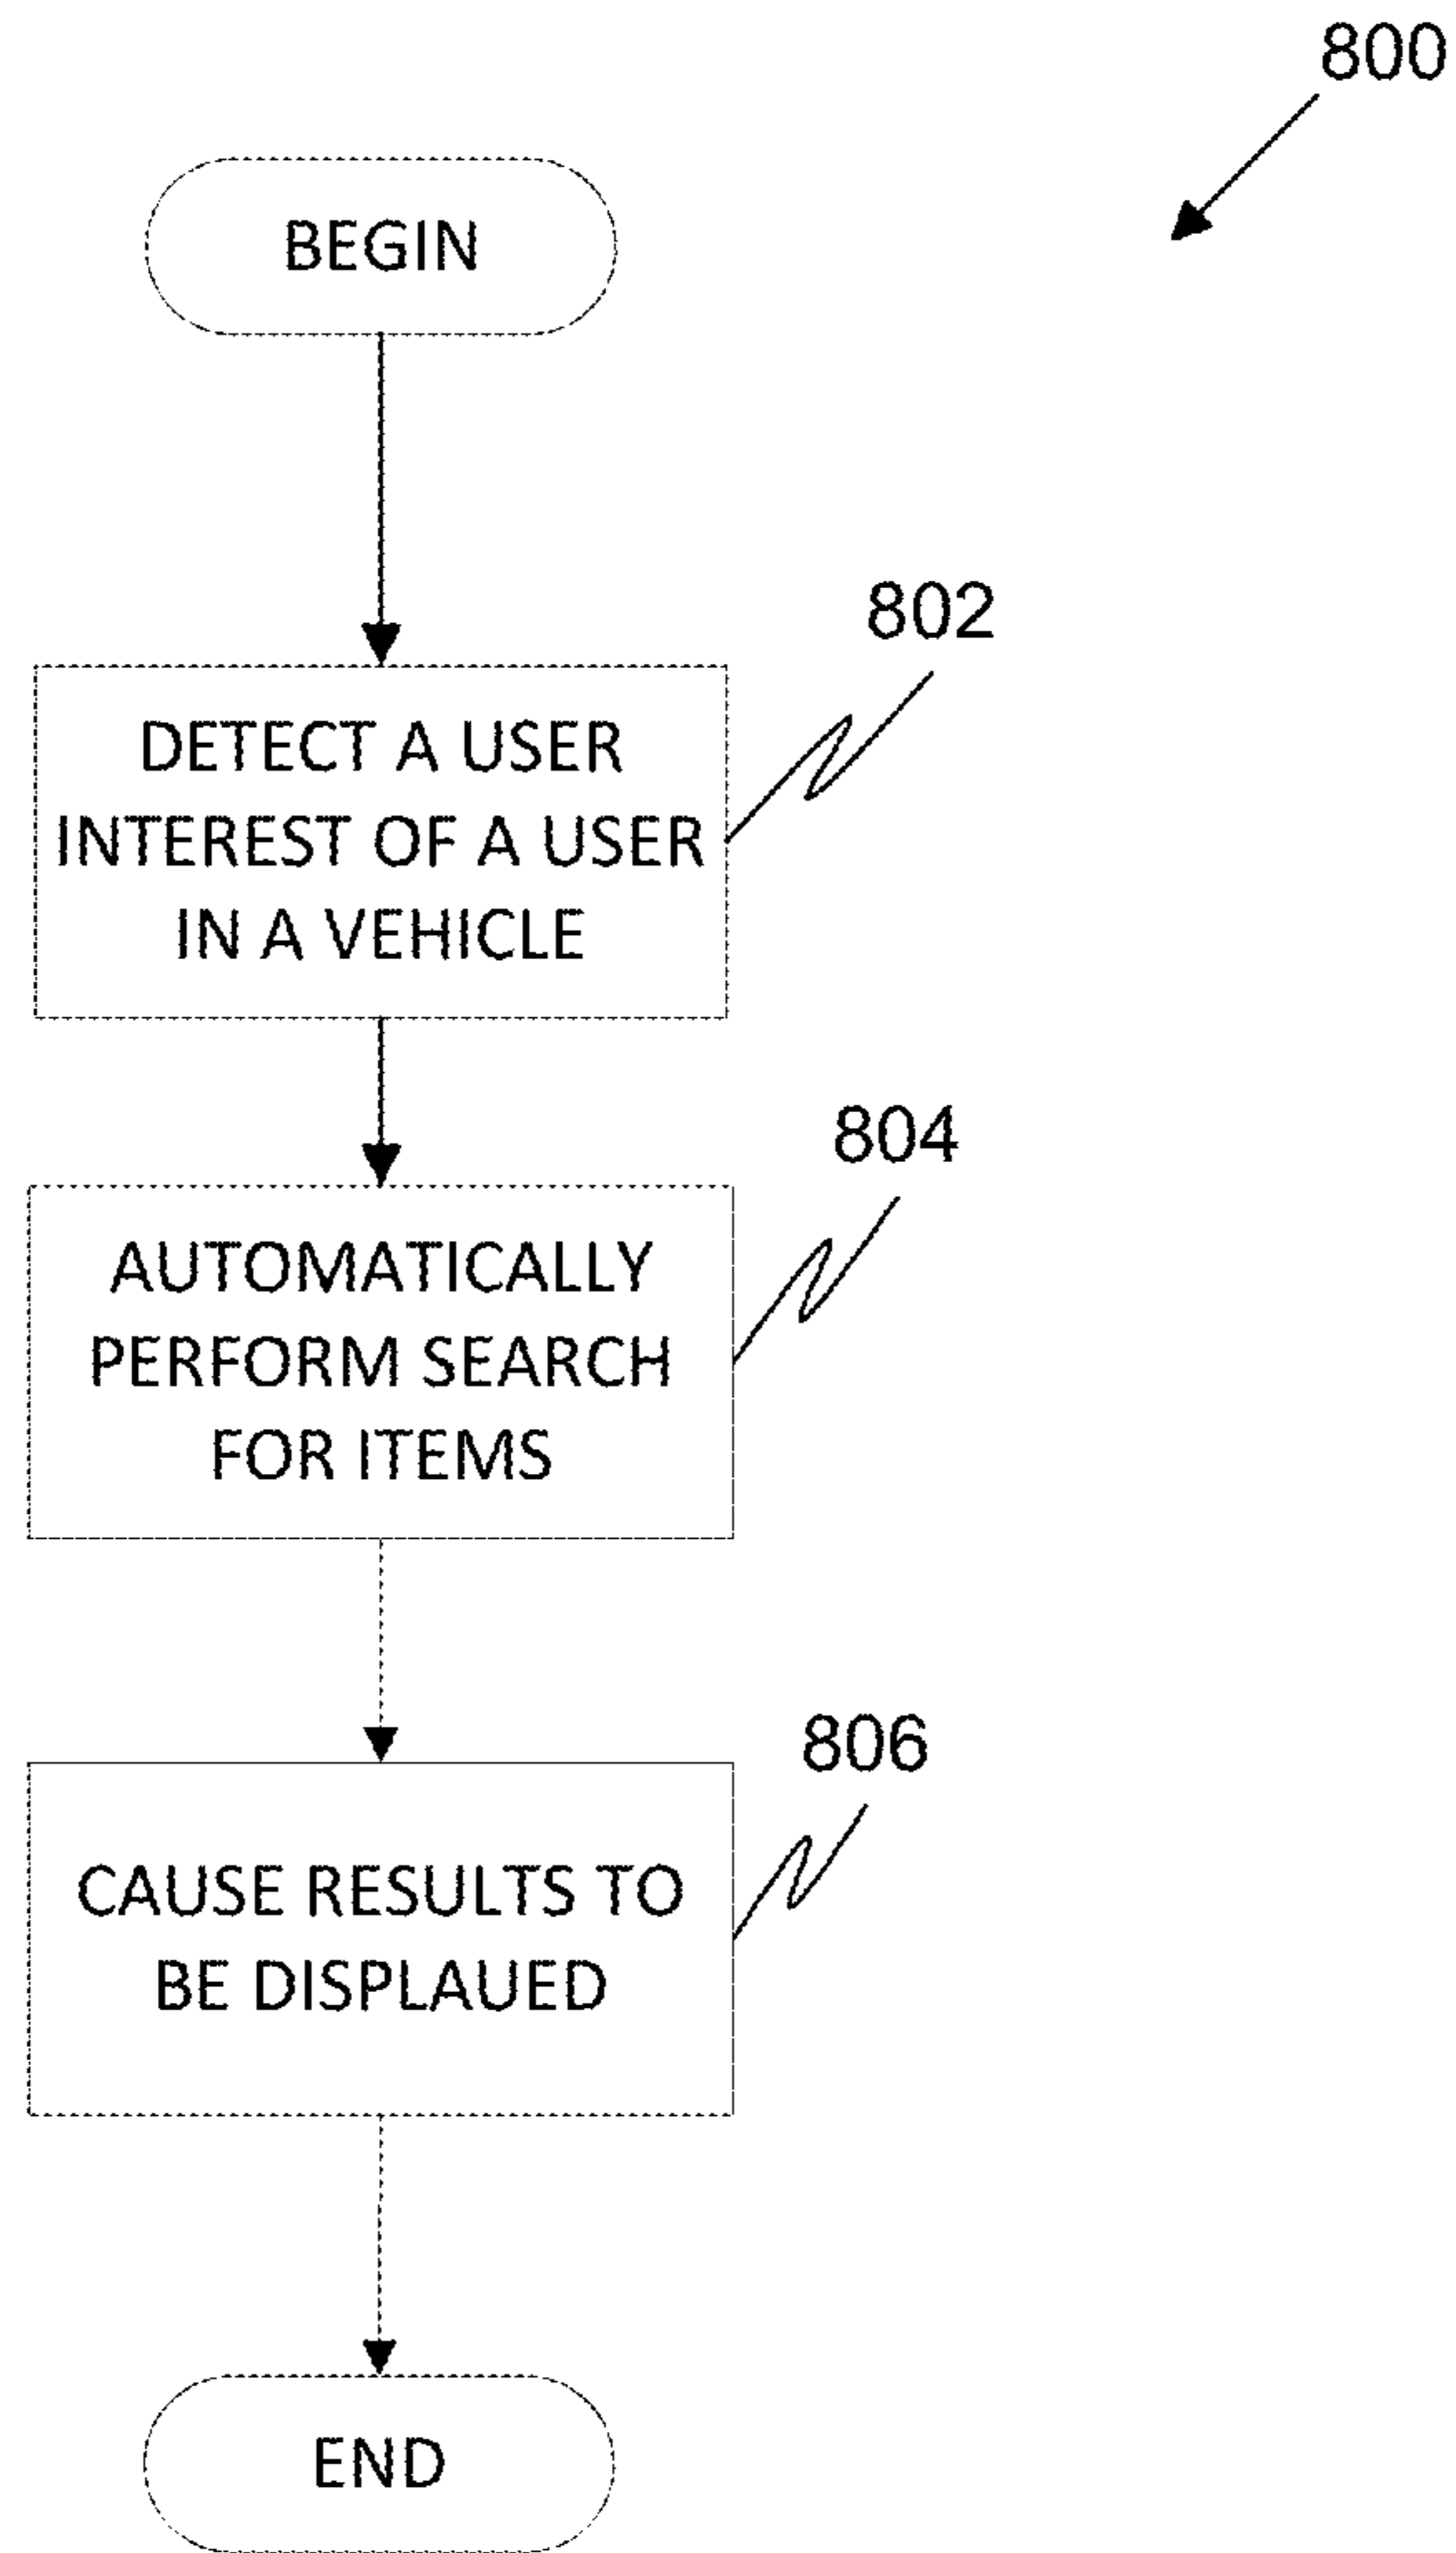 800
BEGIN
802
DETECT A USER
INTEREST OF A USER
IN A VEHICLE
804
AUTOMATICALLY
PERFORM SEARCH
FOR ITEMS
806
CAUSE RESULTS TO
BE DISPLAUED
END